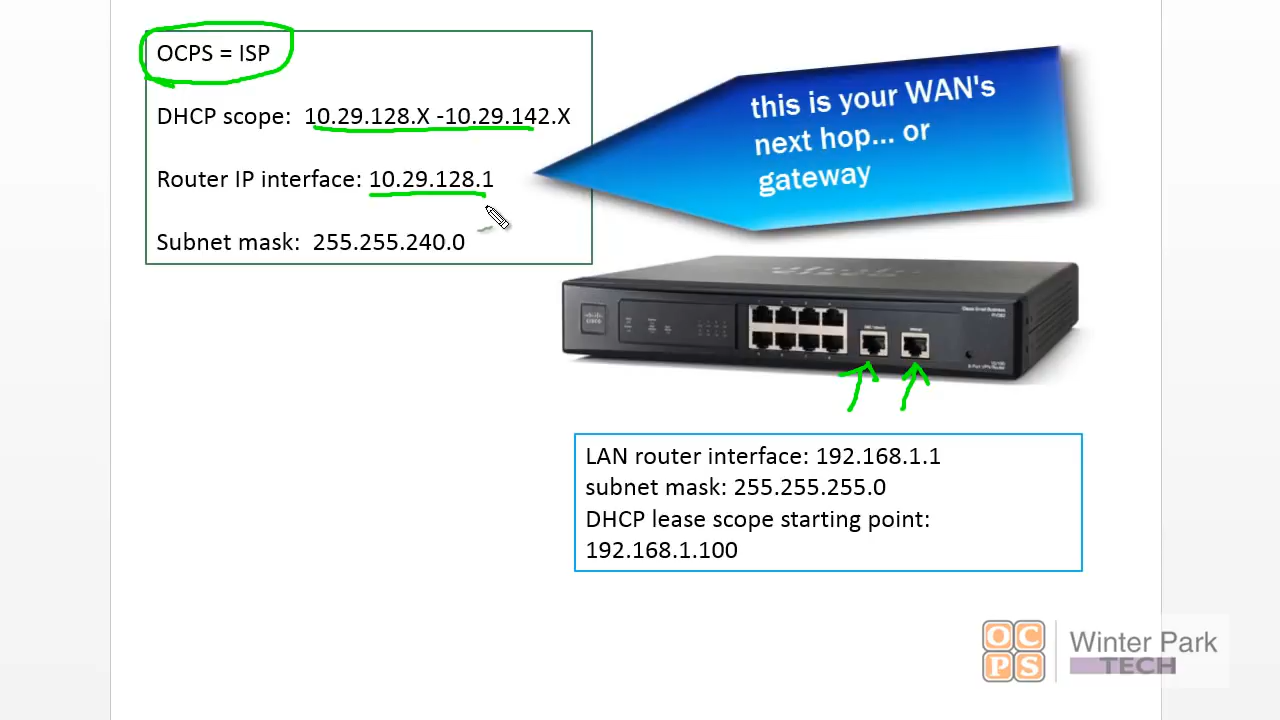 OCPS = ISP
DHCP scope: 10.29.128.X -10.29.142.X
Router IP interface: 10.29.128.1
Subnet mask: 255.255.240.0
this is your WAN's
next hop... or
gateway
cisco
LAN router interface: 192.168.1.1
subnet mask: 255.255.255.0
DHCP lease scope starting point:
192.168.1.100
OC
PS
Winter Park
TECH